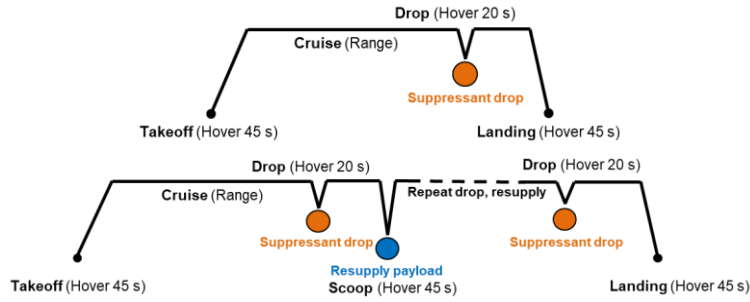 Drop (Hover 20 s)
Cruise (Range)
Suppressant drop
Takeoff (Hover 45 s)
Landing (Hover 45 s)
Drop (Hover 20 s)
Drop (Hover 20 s)
Cruise (Range)
Repeat drop, resupply
Suppressant drop
Suppressant drop
Resupply payload
Takeoff (Hover 45 s)
Scoop (Hover 45 s)
Landing (Hover 45 s)